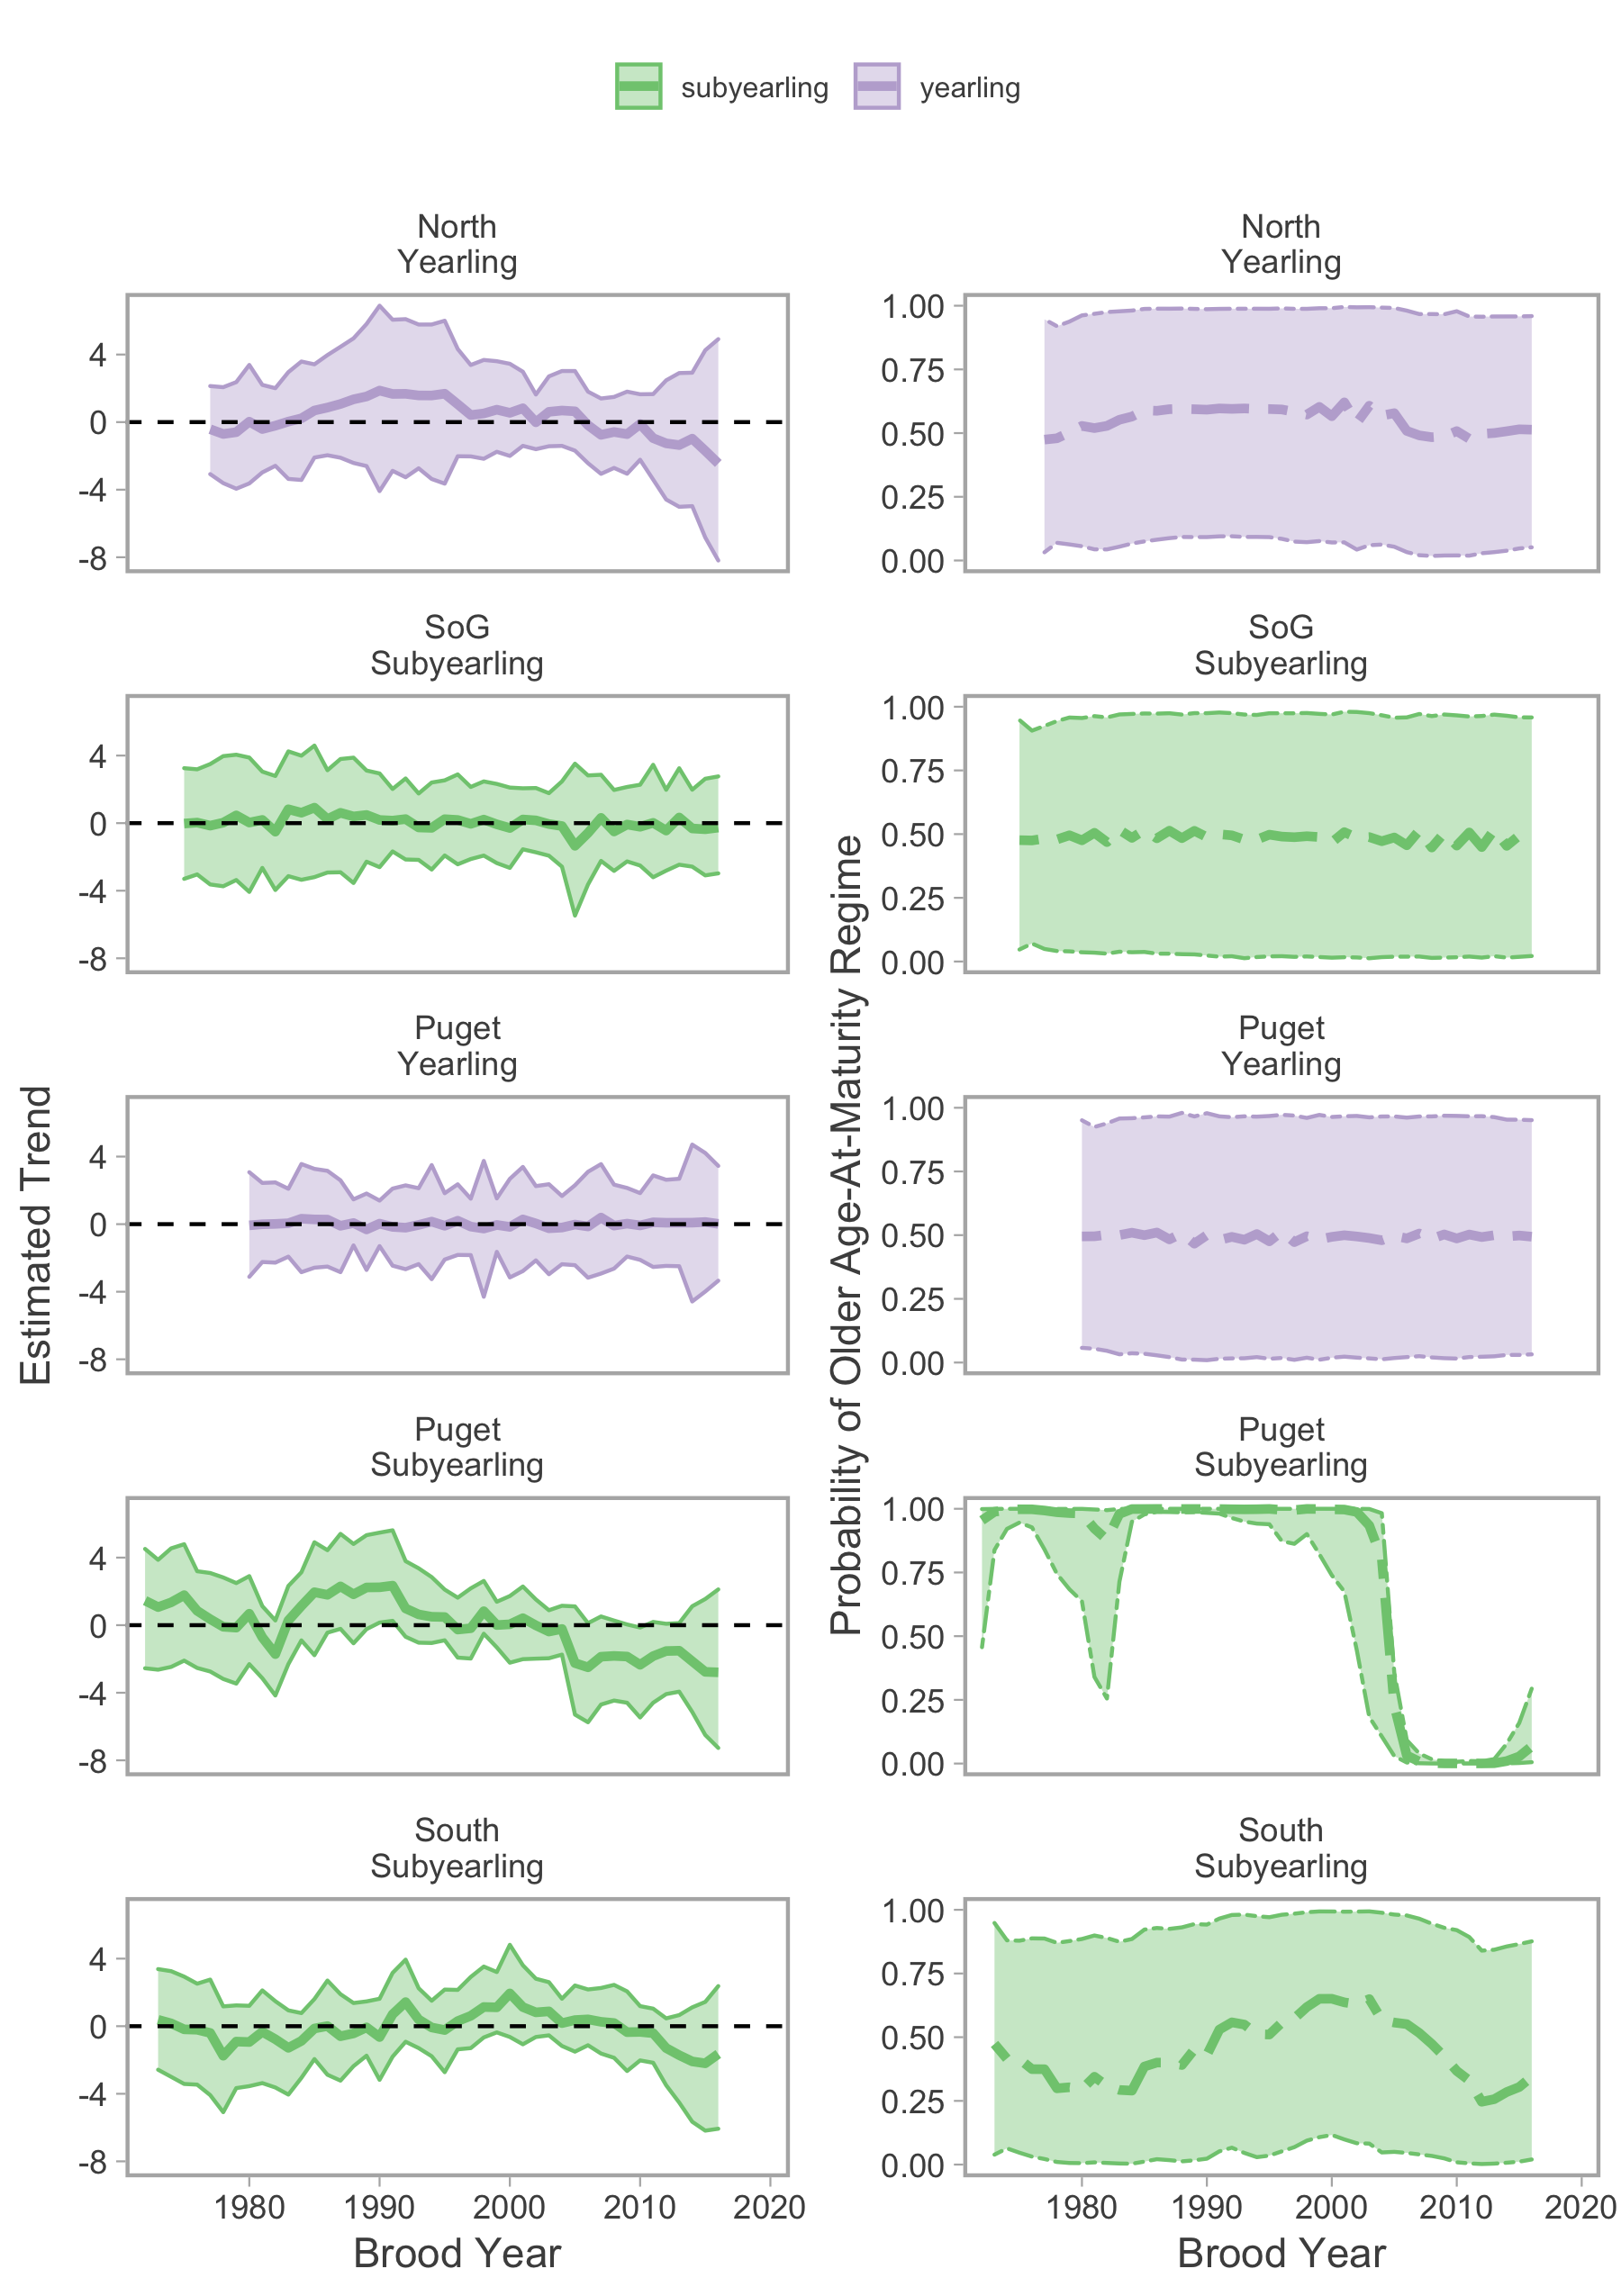 subyearling yearling
North
Yearling
North
Yearling
4
0
-4
-8
1.00
0.75
0.50
0.25
0.00
SoG
Subyearling
SoG
Subyearling
4
0
-4
-8
1.00
0.75
0.50
0.25
0.00
Puget
Yearling
Puget
Yearling
4
0
-4
-8
1.00
0.75
0.50
0.25
0.00
Puget
Subyearling
Puget
Subyearling
4
0
-4
-8
1.00
0.75
0.50
0.25
0.00
South
Subyearling
South
Subyearling
4
0
-4
-8
1.00
0.75
0.50
0.25
0.00
1980 1990 2000 2010 2020
1980 1990 2000 2010 2020
Brood Year
Brood Year
Estimated Trend
Probability of Older Age-At-Maturity Regime